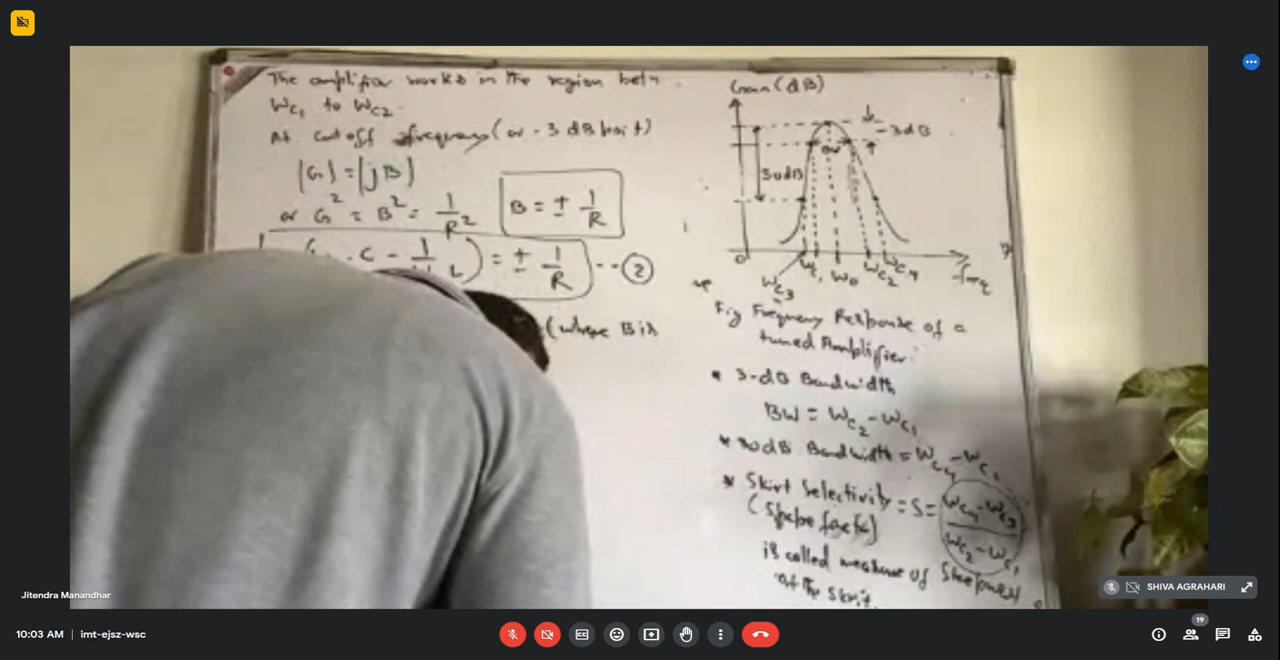 The amplifier works in the region betn
Wc1 to Wc2.
At cutoff frequency (or -3 dB point)
|G| = |jB|
or G² = B² = 1/R²
B = ± 1/R
C - 1/ ) = ± 1/R --- (2)
(where B is
Gain (dB)
-3dB
BW
30dB
0
Wc3
Wc1
W0
Wc2
Wc4
freq
Fig Frequency Response of a
tuned Amplifier.
* 3-dB Bandwidth
BW = Wc2 - Wc1
* 30dB Bandwidth = Wc4 - Wc
* Skirt Selectivity = S = Wc4 - Wc3 / Wc2 - Wc1
(Shape factor)
is called measure of Steepness
of the skirt.
Jitendra Manandhar
SHIVA AGRAHARI
10:03 AM | imt-ejsz-wsc
19